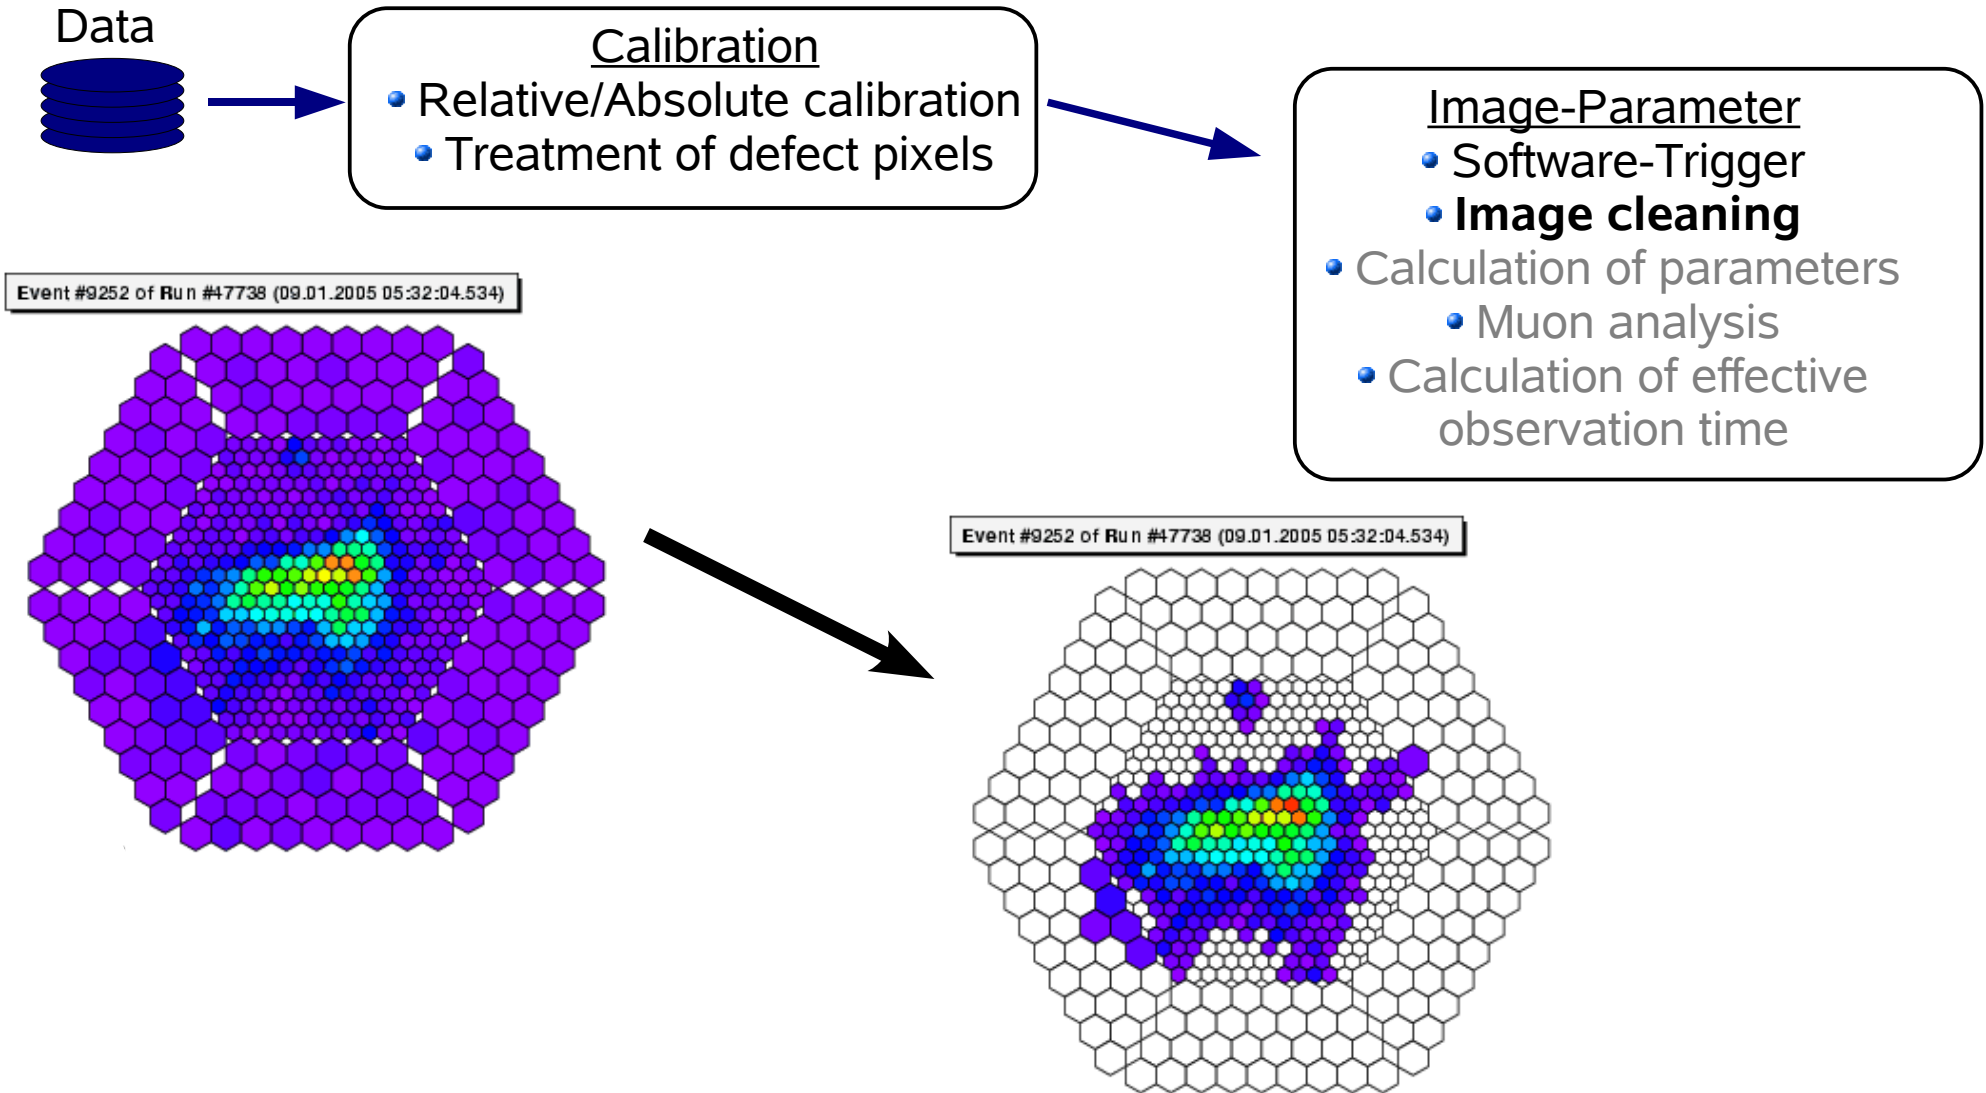 Data
Calibration
Relative/Absolute calibration
Treatment of defect pixels
Image-Parameter
Software-Trigger
Image cleaning
Calculation of parameters
Muon analysis
Calculation of effective
observation time
Event #9252 of Run #47738 (09.01.2005 05:32:04.534)
Event #9252 of Run #47738 (09.01.2005 05:32:04.534)